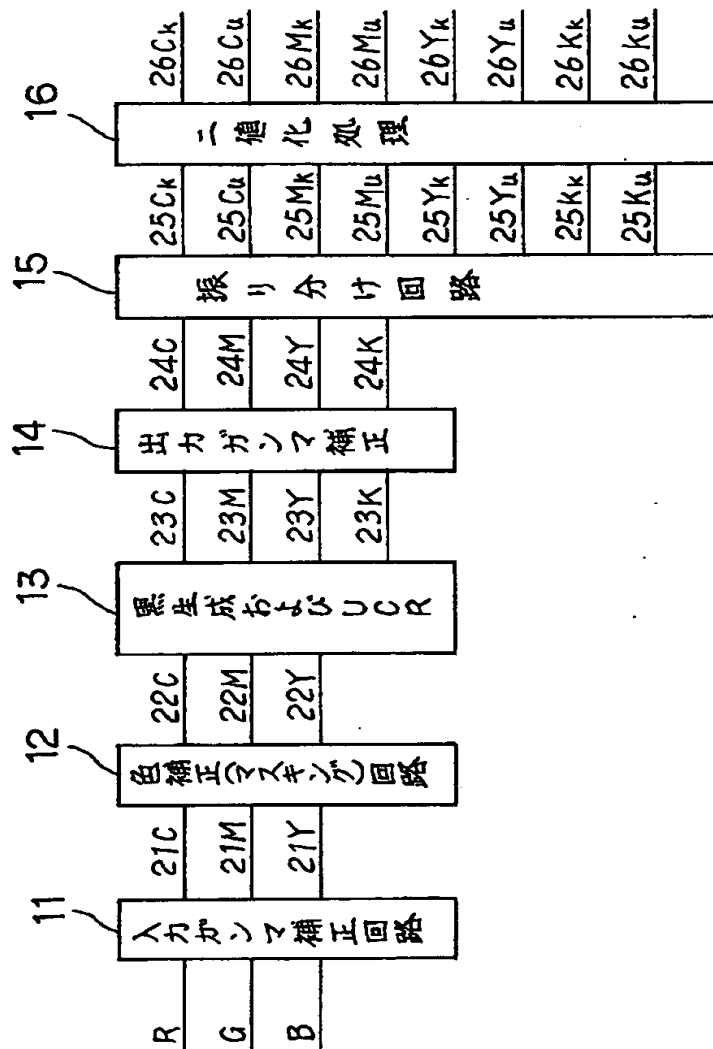 R
G
B
11
入力ガンマ補正回路
21C
21M
21Y
12
色補正(マスキング)回路
22C
22M
22Y
13
黒生成およびUCR
23C
23M
23Y
23K
14
出力ガンマ補正
24C
24M
24Y
24K
15
振り分け回路
25Ck
25Cu
25Mk
25Mu
25Yk
25Yu
25Kk
25Ku
16
二値化処理
26Ck
26Cu
26Mk
26Mu
26Yk
26Yu
26Kk
26Ku